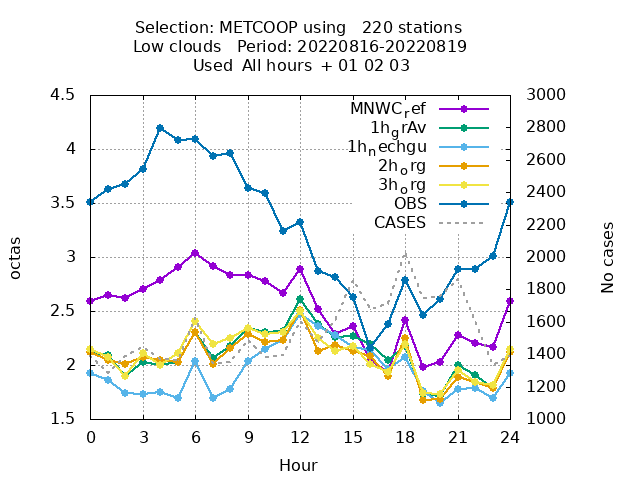 Selection: METCOOP using   220 stations
Low clouds   Period: 20220816-20220819
Used  All hours  + 01 02 03
4.5
4
3.5
3
2.5
2
1.5
octas
3000
2800
2600
2400
2200
2000
1800
1600
1400
1200
1000
No cases
MNWC_ref
1h_grAv
1h_nechgu
2h_org
3h_org
OBS
CASES
0 3 6 9 12 15 18 21 24
Hour